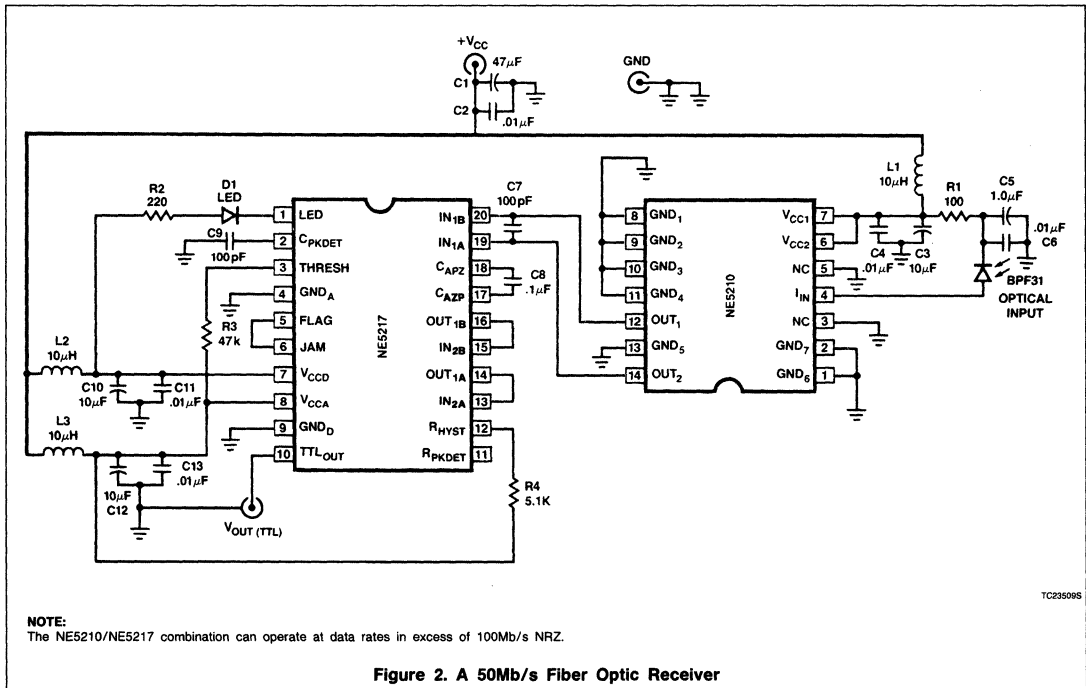 +VCC
47μF
C1
C2
.01μF
GND
L1
10μH
R1
100
C5
1.0μF
.01μF
C6
C4
.01μF
C3
10μF
BPF31
OPTICAL
INPUT
R2
220
D1
LED
C9
100pF
R3
47k
L2
10μH
C10
10μF
C11
.01μF
L3
10μH
C13
.01μF
10μF
C12
VOUT (TTL)
NE5217
1 LED
2 CPKDET
3 THRESH
4 GNDA
5 FLAG
6 JAM
7 VCCD
8 VCCA
9 GNDD
10 TTLOUT
IN1B 20
IN1A 19
CAPZ 18
CAZP 17
OUT1B 16
IN2B 15
OUT1A 14
IN2A 13
RHYST 12
RPKDET 11
C7
100pF
C8
.1μF
R4
5.1K
NE5210
8 GND1
9 GND2
10 GND3
11 GND4
12 OUT1
13 GND5
14 OUT2
VCC1 7
VCC2 6
NC 5
IIN 4
NC 3
GND7 2
GND6 1
TC23509S
NOTE:
The NE5210/NE5217 combination can operate at data rates in excess of 100Mb/s NRZ.
Figure 2. A 50Mb/s Fiber Optic Receiver